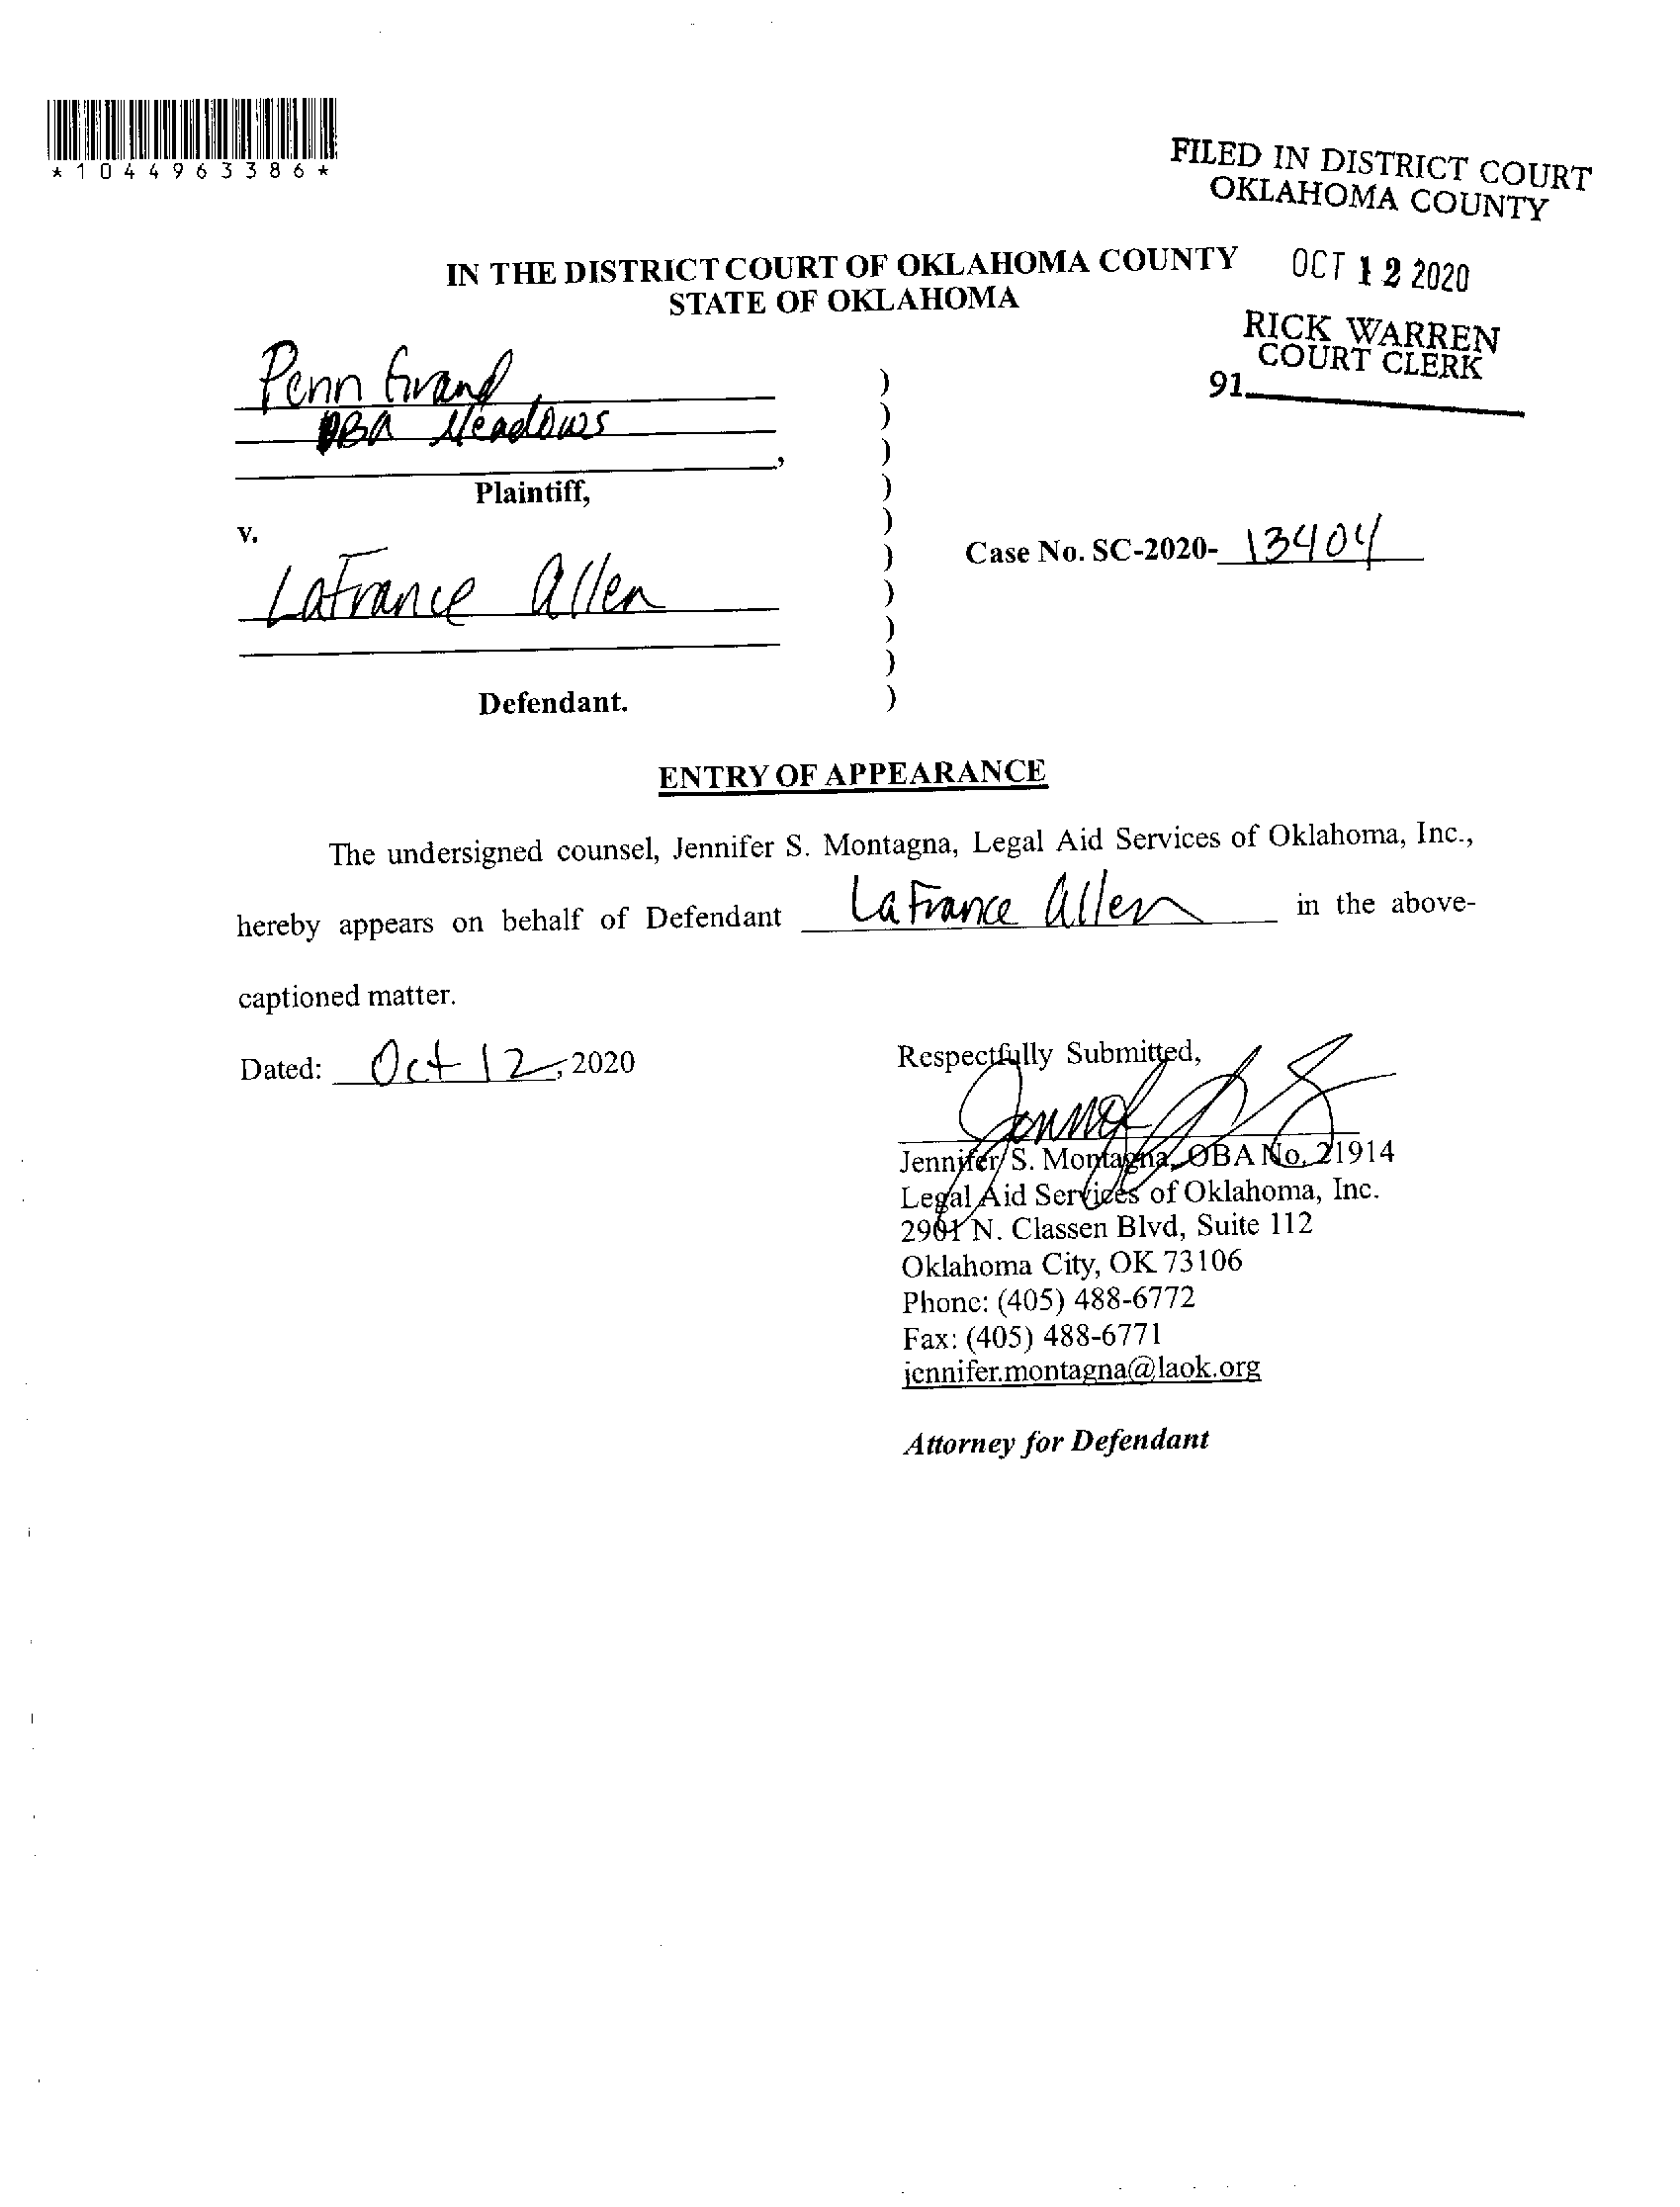 *1044963386*
FILED IN DISTRICT COURT
OKLAHOMA COUNTY
IN THE DISTRICT COURT OF OKLAHOMA COUNTY
STATE OF OKLAHOMA
OCT 12 2020
RICK WARREN
COURT CLERK
91
Penn Grand
DBA Meadows
,
Plaintiff,
v.
Case No. SC-2020- 13404
LaFrance Allen
Defendant.
ENTRY OF APPEARANCE
The undersigned counsel, Jennifer S. Montagna, Legal Aid Services of Oklahoma, Inc.,
hereby appears on behalf of Defendant LaFrance Allen in the above-
captioned matter.
Dated: Oct 12, 2020
Respectfully Submitted,
Jennifer S. Montagna, OBA No. 21914
Legal Aid Services of Oklahoma, Inc.
2901 N. Classen Blvd, Suite 112
Oklahoma City, OK 73106
Phone: (405) 488-6772
Fax: (405) 488-6771
jennifer.montagna@laok.org
Attorney for Defendant